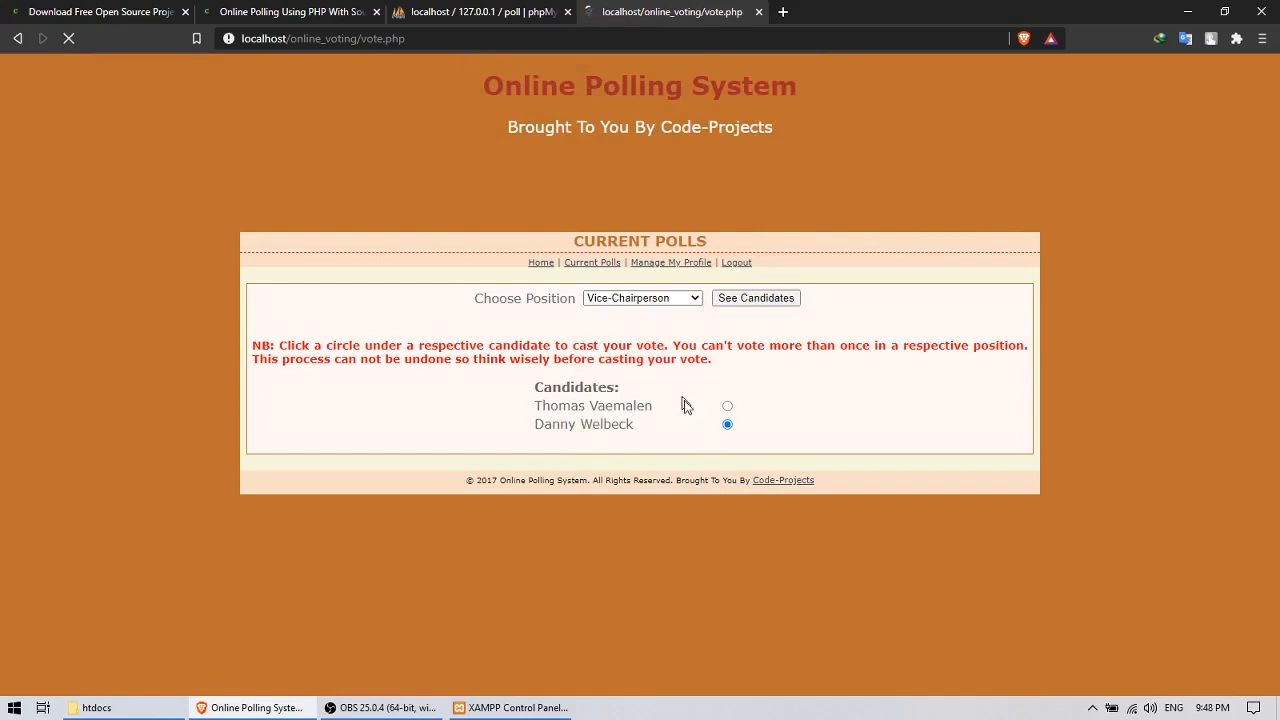 Download Free Open Source Proje
Online Polling Using PHP With So
localhost / 127.0.0.1 / poll | phpMy
localhost/online_voting/vote.php
localhost/online_voting/vote.php
Online Polling System
Brought To You By Code-Projects
CURRENT POLLS
Home | Current Polls | Manage My Profile | Logout
Choose Position Vice-Chairperson See Candidates
NB: Click a circle under a respective candidate to cast your vote. You can't vote more than once in a respective position.
This process can not be undone so think wisely before casting your vote.
Candidates:
Thomas Vaemalen
Danny Welbeck
© 2017 Online Polling System. All Rights Reserved. Brought To You By Code-Projects
htdocs
Online Polling Syste...
OBS 25.0.4 (64-bit, wi...
XAMPP Control Panel...
ENG
9:48 PM